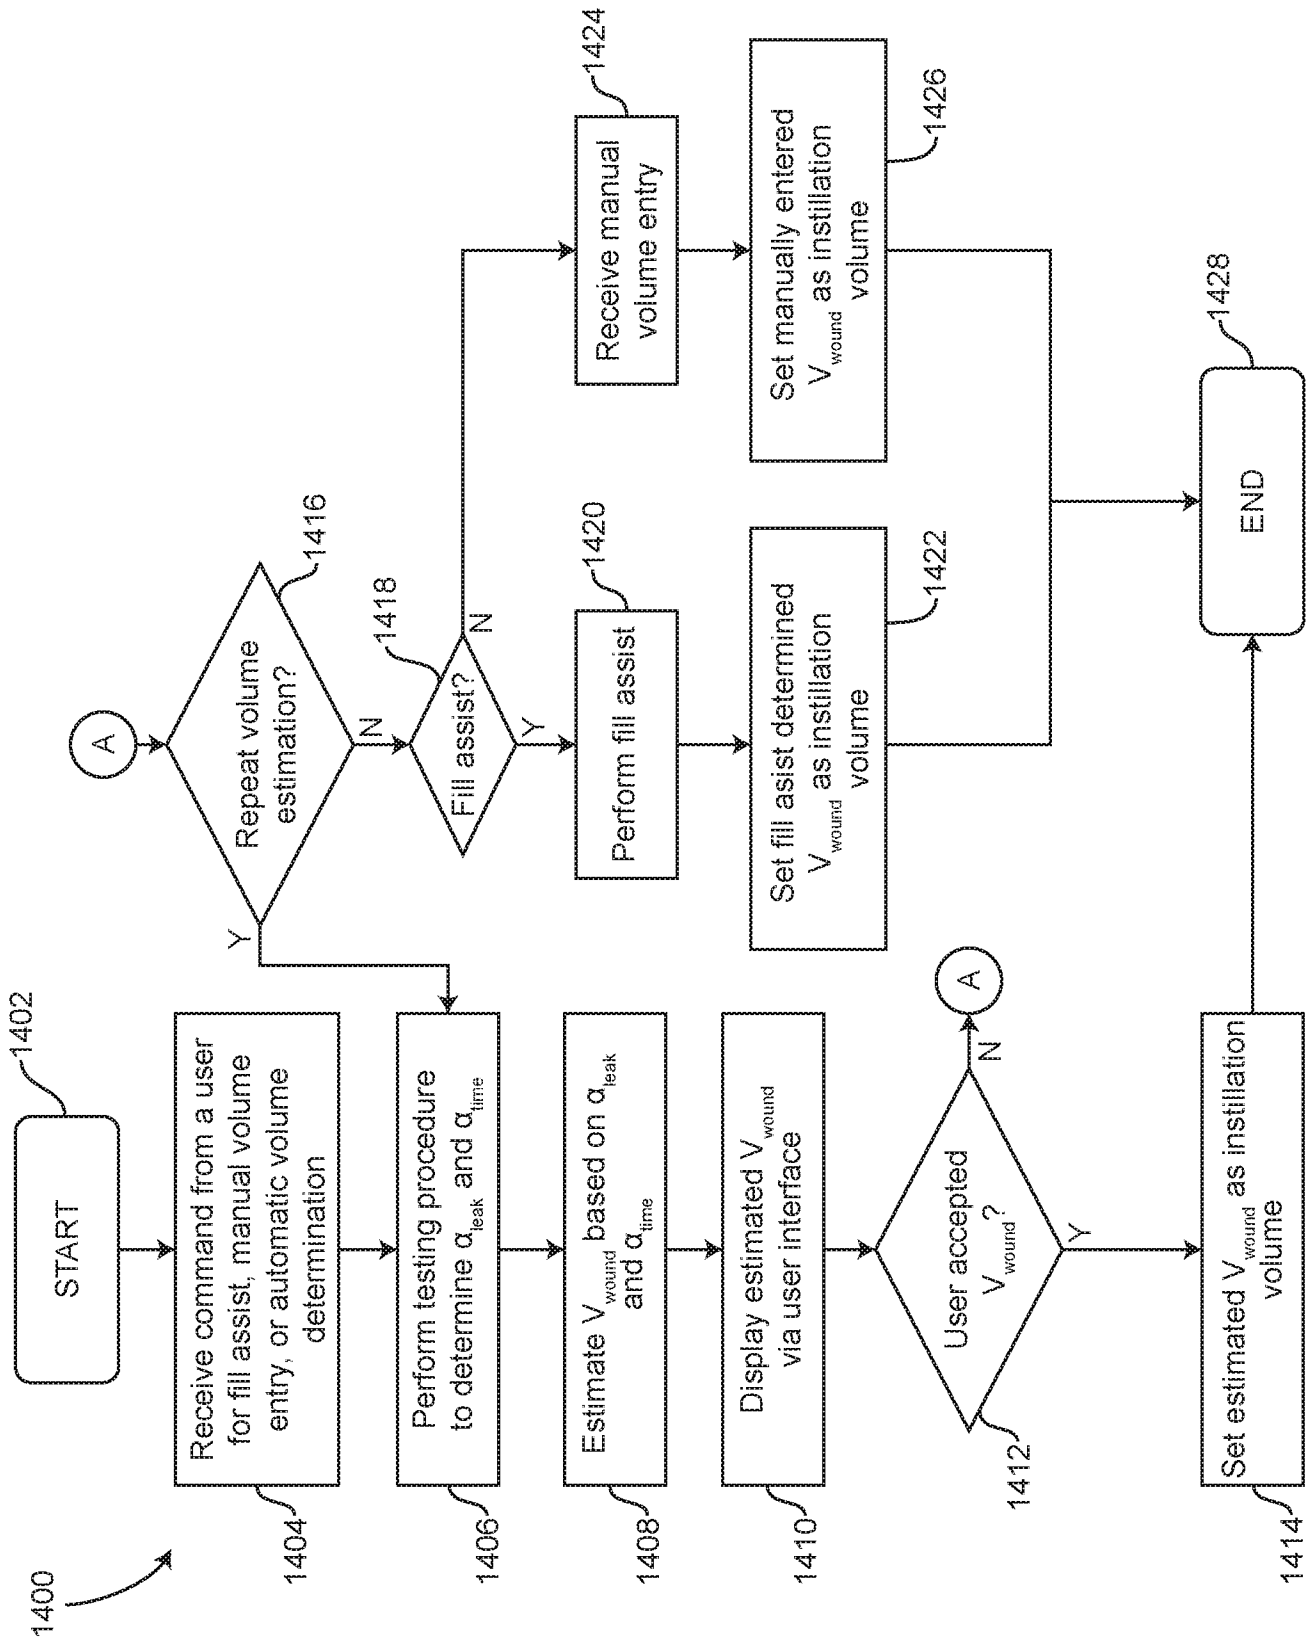 1400
START
1402
Receive command from a user
for fill assist, manual volume
entry, or automatic volume
determination
1404
Perform testing procedure
to determine αleak and αtime
1406
Estimate Vwound based on αleak
and αtime
1408
Display estimated Vwound
via user interface
1410
User accepted
Vwound?
1412
N
A
Y
Set estimated Vwound as instillation
volume
1414
A
Repeat volume
estimation?
1416
Y
N
Fill assist?
1418
N
Y
Perform fill assist
1420
Set fill asist determined
Vwound as instillation
volume
1422
Receive manual
volume entry
1424
Set manually entered
Vwound as instillation
volume
1426
END
1428